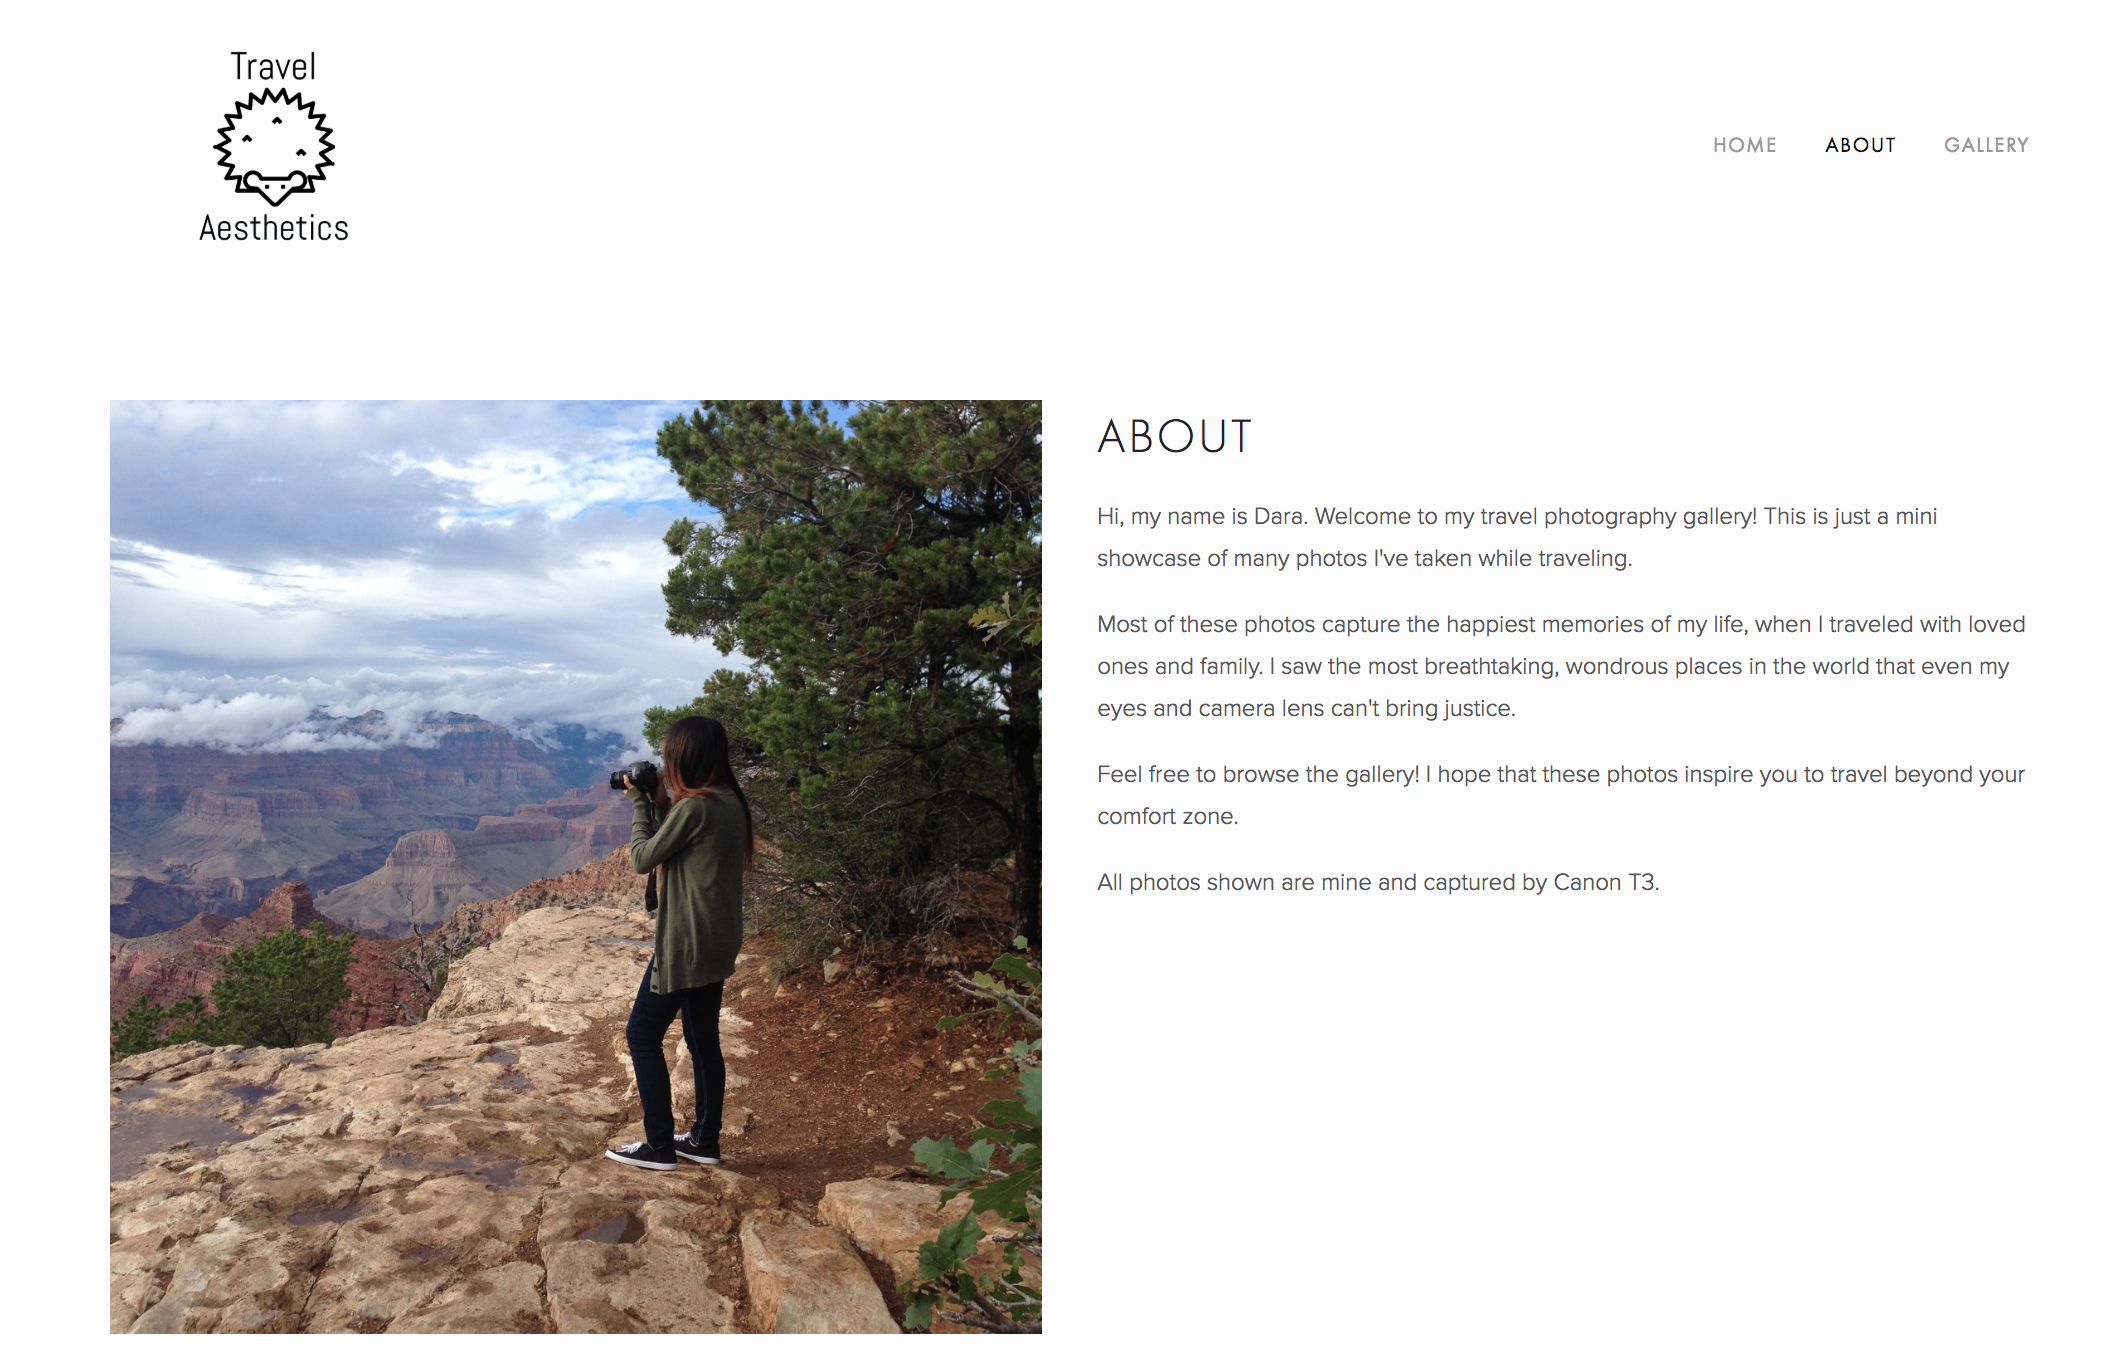 Travel
Aesthetics
HOME ABOUT GALLERY
ABOUT
Hi, my name is Dara. Welcome to my travel photography gallery! This is just a mini
showcase of many photos I've taken while traveling.
Most of these photos capture the happiest memories of my life, when I traveled with loved
ones and family. I saw the most breathtaking, wondrous places in the world that even my
eyes and camera lens can't bring justice.
Feel free to browse the gallery! I hope that these photos inspire you to travel beyond your
comfort zone.
All photos shown are mine and captured by Canon T3.